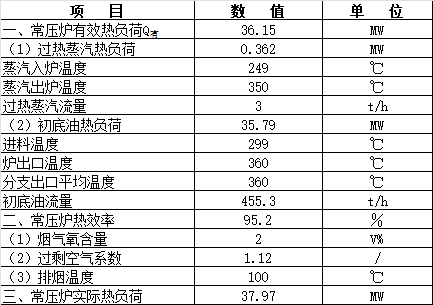 项 目 数 值 单 位
一、常压炉有效热负荷Q有 36.15 MW
(1)过热蒸汽热负荷 0.362 MW
蒸汽入炉温度 249 ℃
蒸汽出炉温度 350 ℃
过热蒸汽流量 3 t/h
(2)初底油热负荷 35.79 MW
进料温度 299 ℃
炉出口温度 360 ℃
分支出口平均温度 360 ℃
初底油流量 455.3 t/h
二、常压炉热效率 95.2 %
(1)烟气氧含量 2 V%
(2)过剩空气系数 1.12 /
(3)排烟温度 100 ℃
三、常压炉实际热负荷 37.97 MW